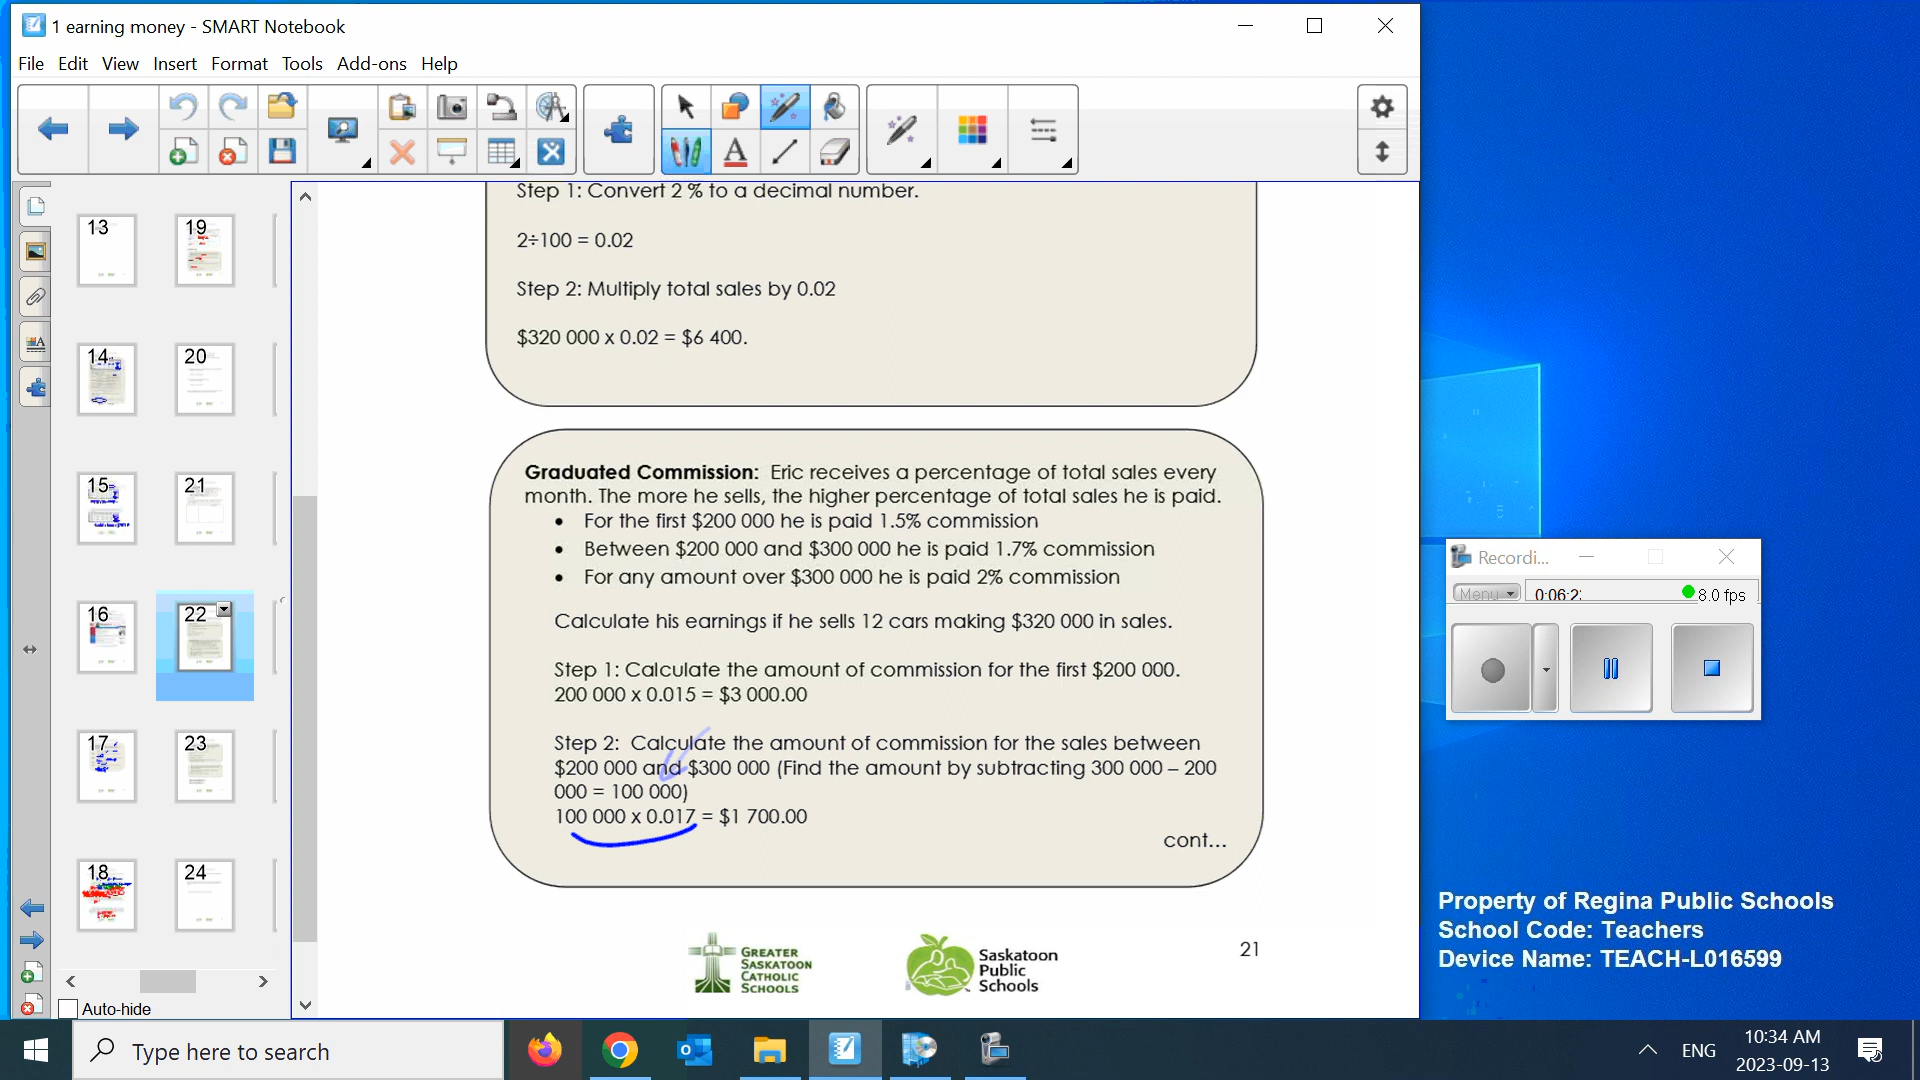 1 earning money - SMART Notebook
File Edit View Insert Format Tools Add-ons Help
Step 1: Convert 2 % to a decimal number.
2÷100 = 0.02
Step 2: Multiply total sales by 0.02
$320 000 x 0.02 = $6 400.
Graduated Commission: Eric receives a percentage of total sales every
month. The more he sells, the higher percentage of total sales he is paid.
• For the first $200 000 he is paid 1.5% commission
• Between $200 000 and $300 000 he is paid 1.7% commission
• For any amount over $300 000 he is paid 2% commission
Calculate his earnings if he sells 12 cars making $320 000 in sales.
Step 1: Calculate the amount of commission for the first $200 000.
200 000 x 0.015 = $3 000.00
Step 2: Calculate the amount of commission for the sales between
$200 000 and $300 000 (Find the amount by subtracting 300 000 – 200
000 = 100 000)
100 000 x 0.017 = $1 700.00
cont...
GREATER
SASKATOON
CATHOLIC
SCHOOLS
Saskatoon
Public
Schools
21
13
19
14
20
15
21
16
22
17
23
18
24
Auto-hide
Recordi...
Menu
0:06:2
8.0 fps
Property of Regina Public Schools
School Code: Teachers
Device Name: TEACH-L016599
Type here to search
ENG
10:34 AM
2023-09-13